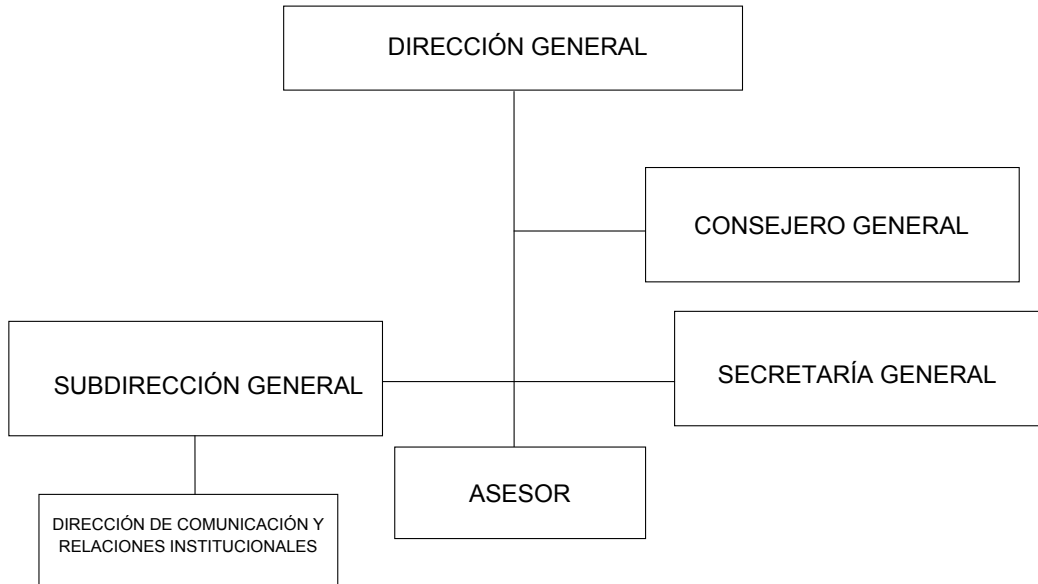 DIRECCIÓN GENERAL
CONSEJERO GENERAL
SUBDIRECCIÓN GENERAL
SECRETARÍA GENERAL
ASESOR
DIRECCIÓN DE COMUNICACIÓN Y
RELACIONES INSTITUCIONALES